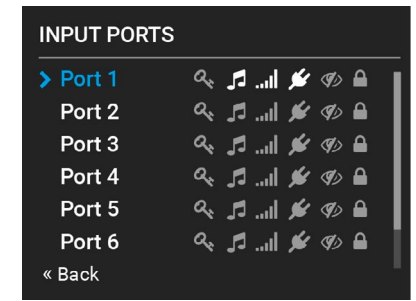 INPUT PORTS
Port 1
Port 2
Port 3
Port 4
Port 5
Port 6
« Back